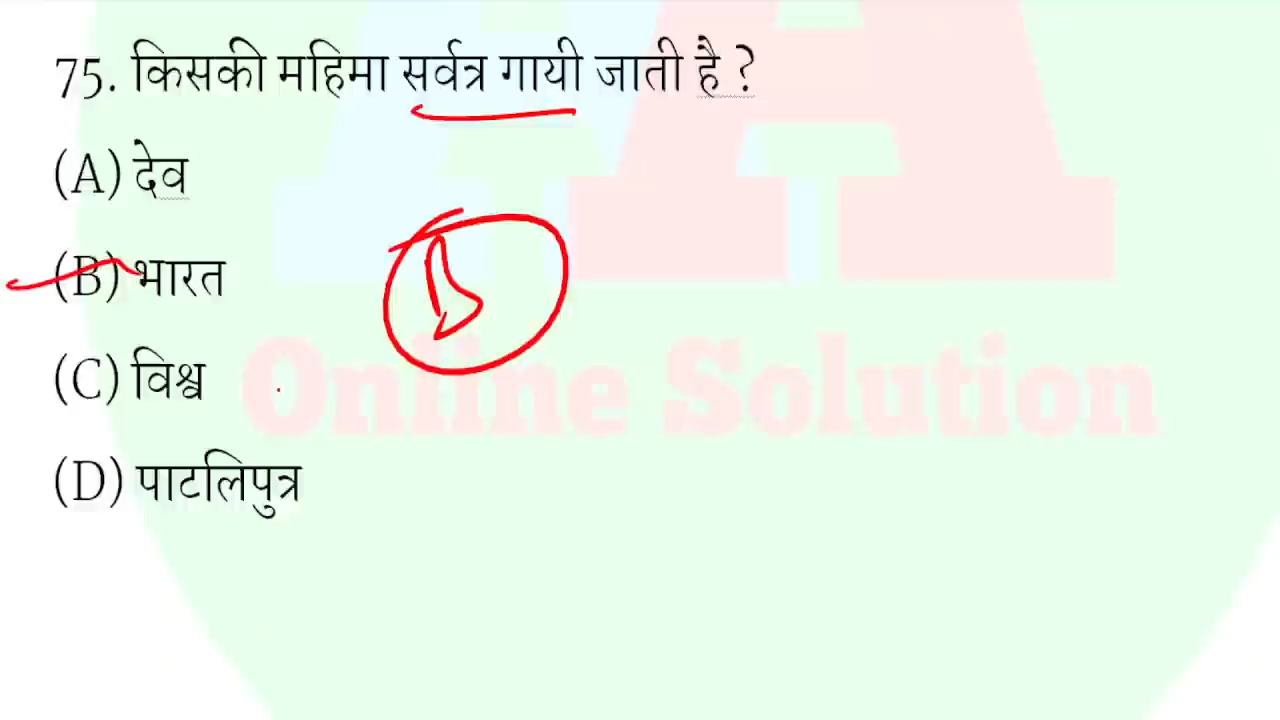 75. किसकी महिमा सर्वत्र गायी जाती है ?
(A) देव
(B) भारत
(C) विश्व
(D) पाटलिपुत्र
Online Solution